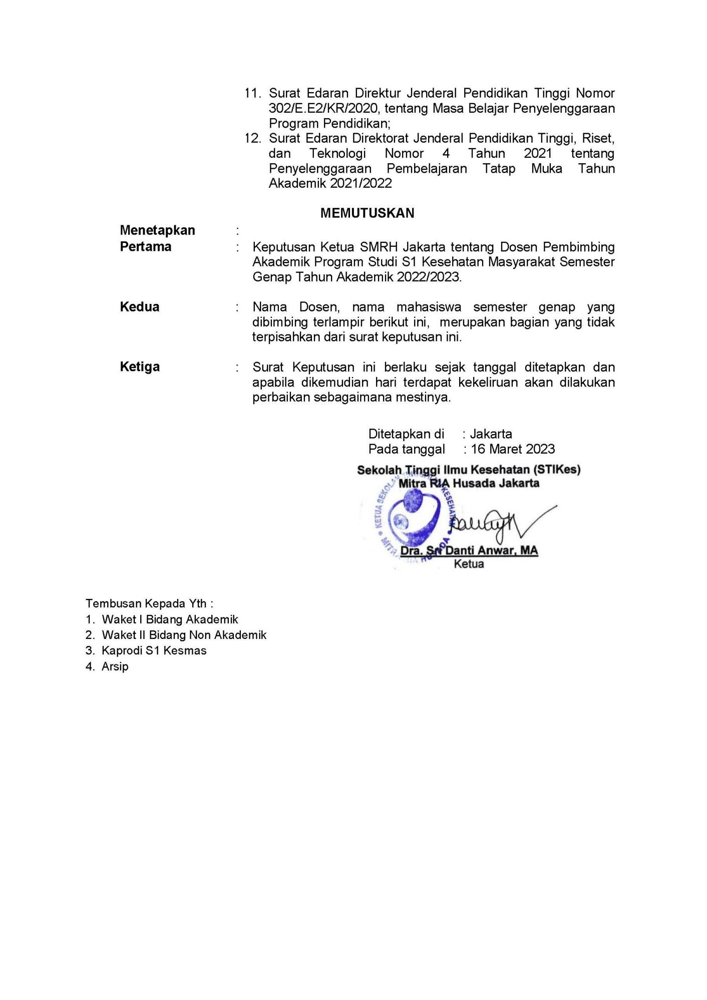 11. Surat Edaran Direktur Jenderal Pendidikan Tinggi Nomor
302/E.E2/KR/2020, tentang Masa Belajar Penyelenggaraan
Program Pendidikan;
12. Surat Edaran Direktorat Jenderal Pendidikan Tinggi, Riset,
dan Teknologi Nomor 4 Tahun 2021 tentang
Penyelenggaraan Pembelajaran Tatap Muka Tahun
Akademik 2021/2022
MEMUTUSKAN
Menetapkan :
Pertama : Keputusan Ketua SMRH Jakarta tentang Dosen Pembimbing
Akademik Program Studi S1 Kesehatan Masyarakat Semester
Genap Tahun Akademik 2022/2023.
Kedua : Nama Dosen, nama mahasiswa semester genap yang
dibimbing terlampir berikut ini, merupakan bagian yang tidak
terpisahkan dari surat keputusan ini.
Ketiga : Surat Keputusan ini berlaku sejak tanggal ditetapkan dan
apabila dikemudian hari terdapat kekeliruan akan dilakukan
perbaikan sebagaimana mestinya.
Ditetapkan di : Jakarta
Pada tanggal : 16 Maret 2023
Sekolah Tinggi Ilmu Kesehatan (STIKes)
Mitra RIA Husada Jakarta
KETUA SEKOLAH TINGGI ILMU KESEHATAN
MITRA RIA HUSADA
Dra. Sri Danti Anwar, MA
Ketua
Tembusan Kepada Yth :
1. Waket I Bidang Akademik
2. Waket II Bidang Non Akademik
3. Kaprodi S1 Kesmas
4. Arsip